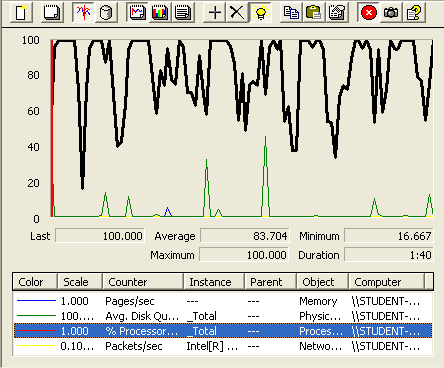 100
80
60
40
20
0
Last 100.000 Average 83.704 Minimum 16.667
Maximum 100.000 Duration 1:40
Color Scale Counter Instance Parent Object Computer
1.000 Pages/sec --- --- Memory \\STUDENT-...
100.... Avg. Disk Qu... _Total --- Physic... \\STUDENT-...
1.000 % Processor... _Total --- Proces... \\STUDENT-...
0.10... Packets/sec Intel[R] ... --- Netwo... \\STUDENT-...